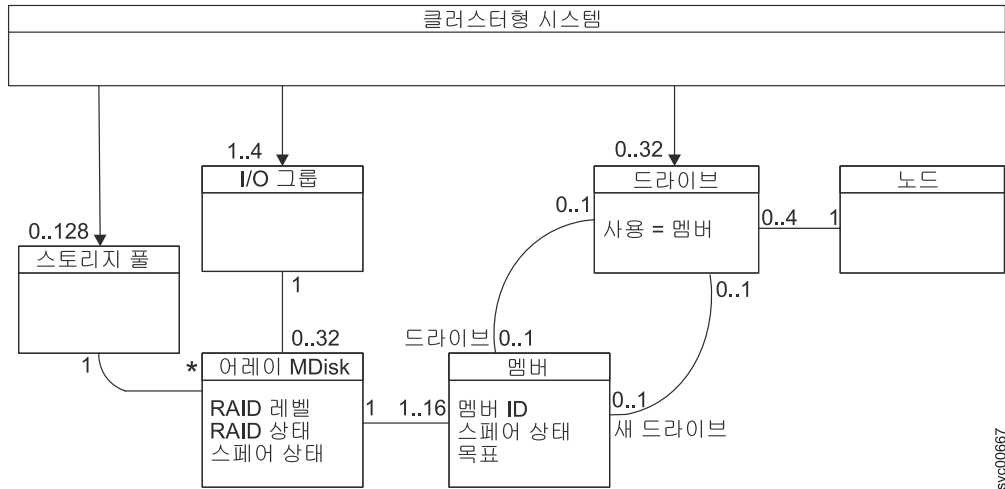 클러스터형 시스템
1..4
I/O 그룹
0..32
드라이브
사용 = 멤버
노드
0..1
0..4
1
0..128
스토리지 풀
1
0..1
0..32
드라이브
0..1
1
*
어레이 MDisk
RAID 레벨
RAID 상태
스페어 상태
1
1..16
멤버
멤버 ID
스페어 상태
목표
0..1
새 드라이브
svc00667